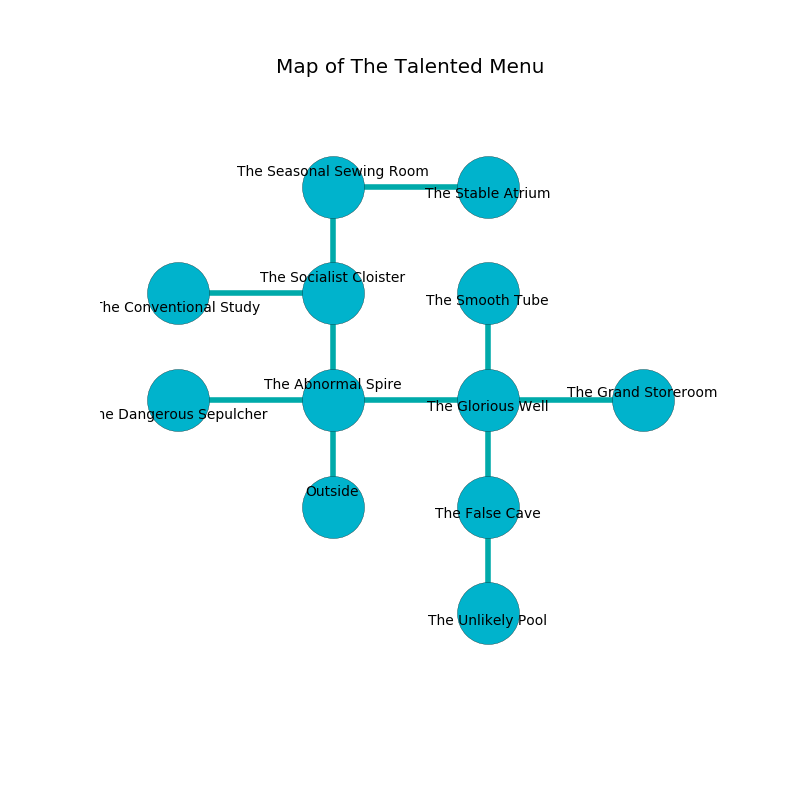 Map of The Talented Menu
The Seasonal Sewing Room
The Stable Atrium
The Socialist Cloister
The Smooth Tube
he Conventional Study
The Abnormal Spire
The Grand Storeroom
The Glorious Well
e Dangerous Sepulcher
Outside
The False Cave
The Unlikely Pool